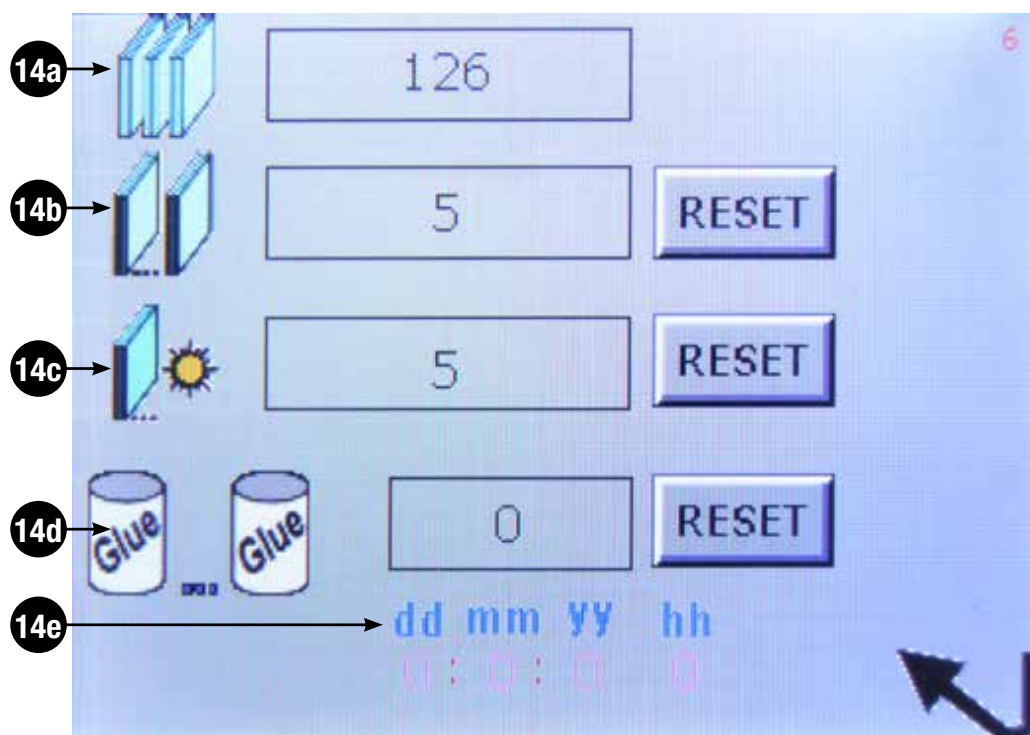 6
14a 126
14b 5 RESET
14c 5 RESET
14d Glue Glue 0 RESET
14e dd mm yy hh
0:0:0 0